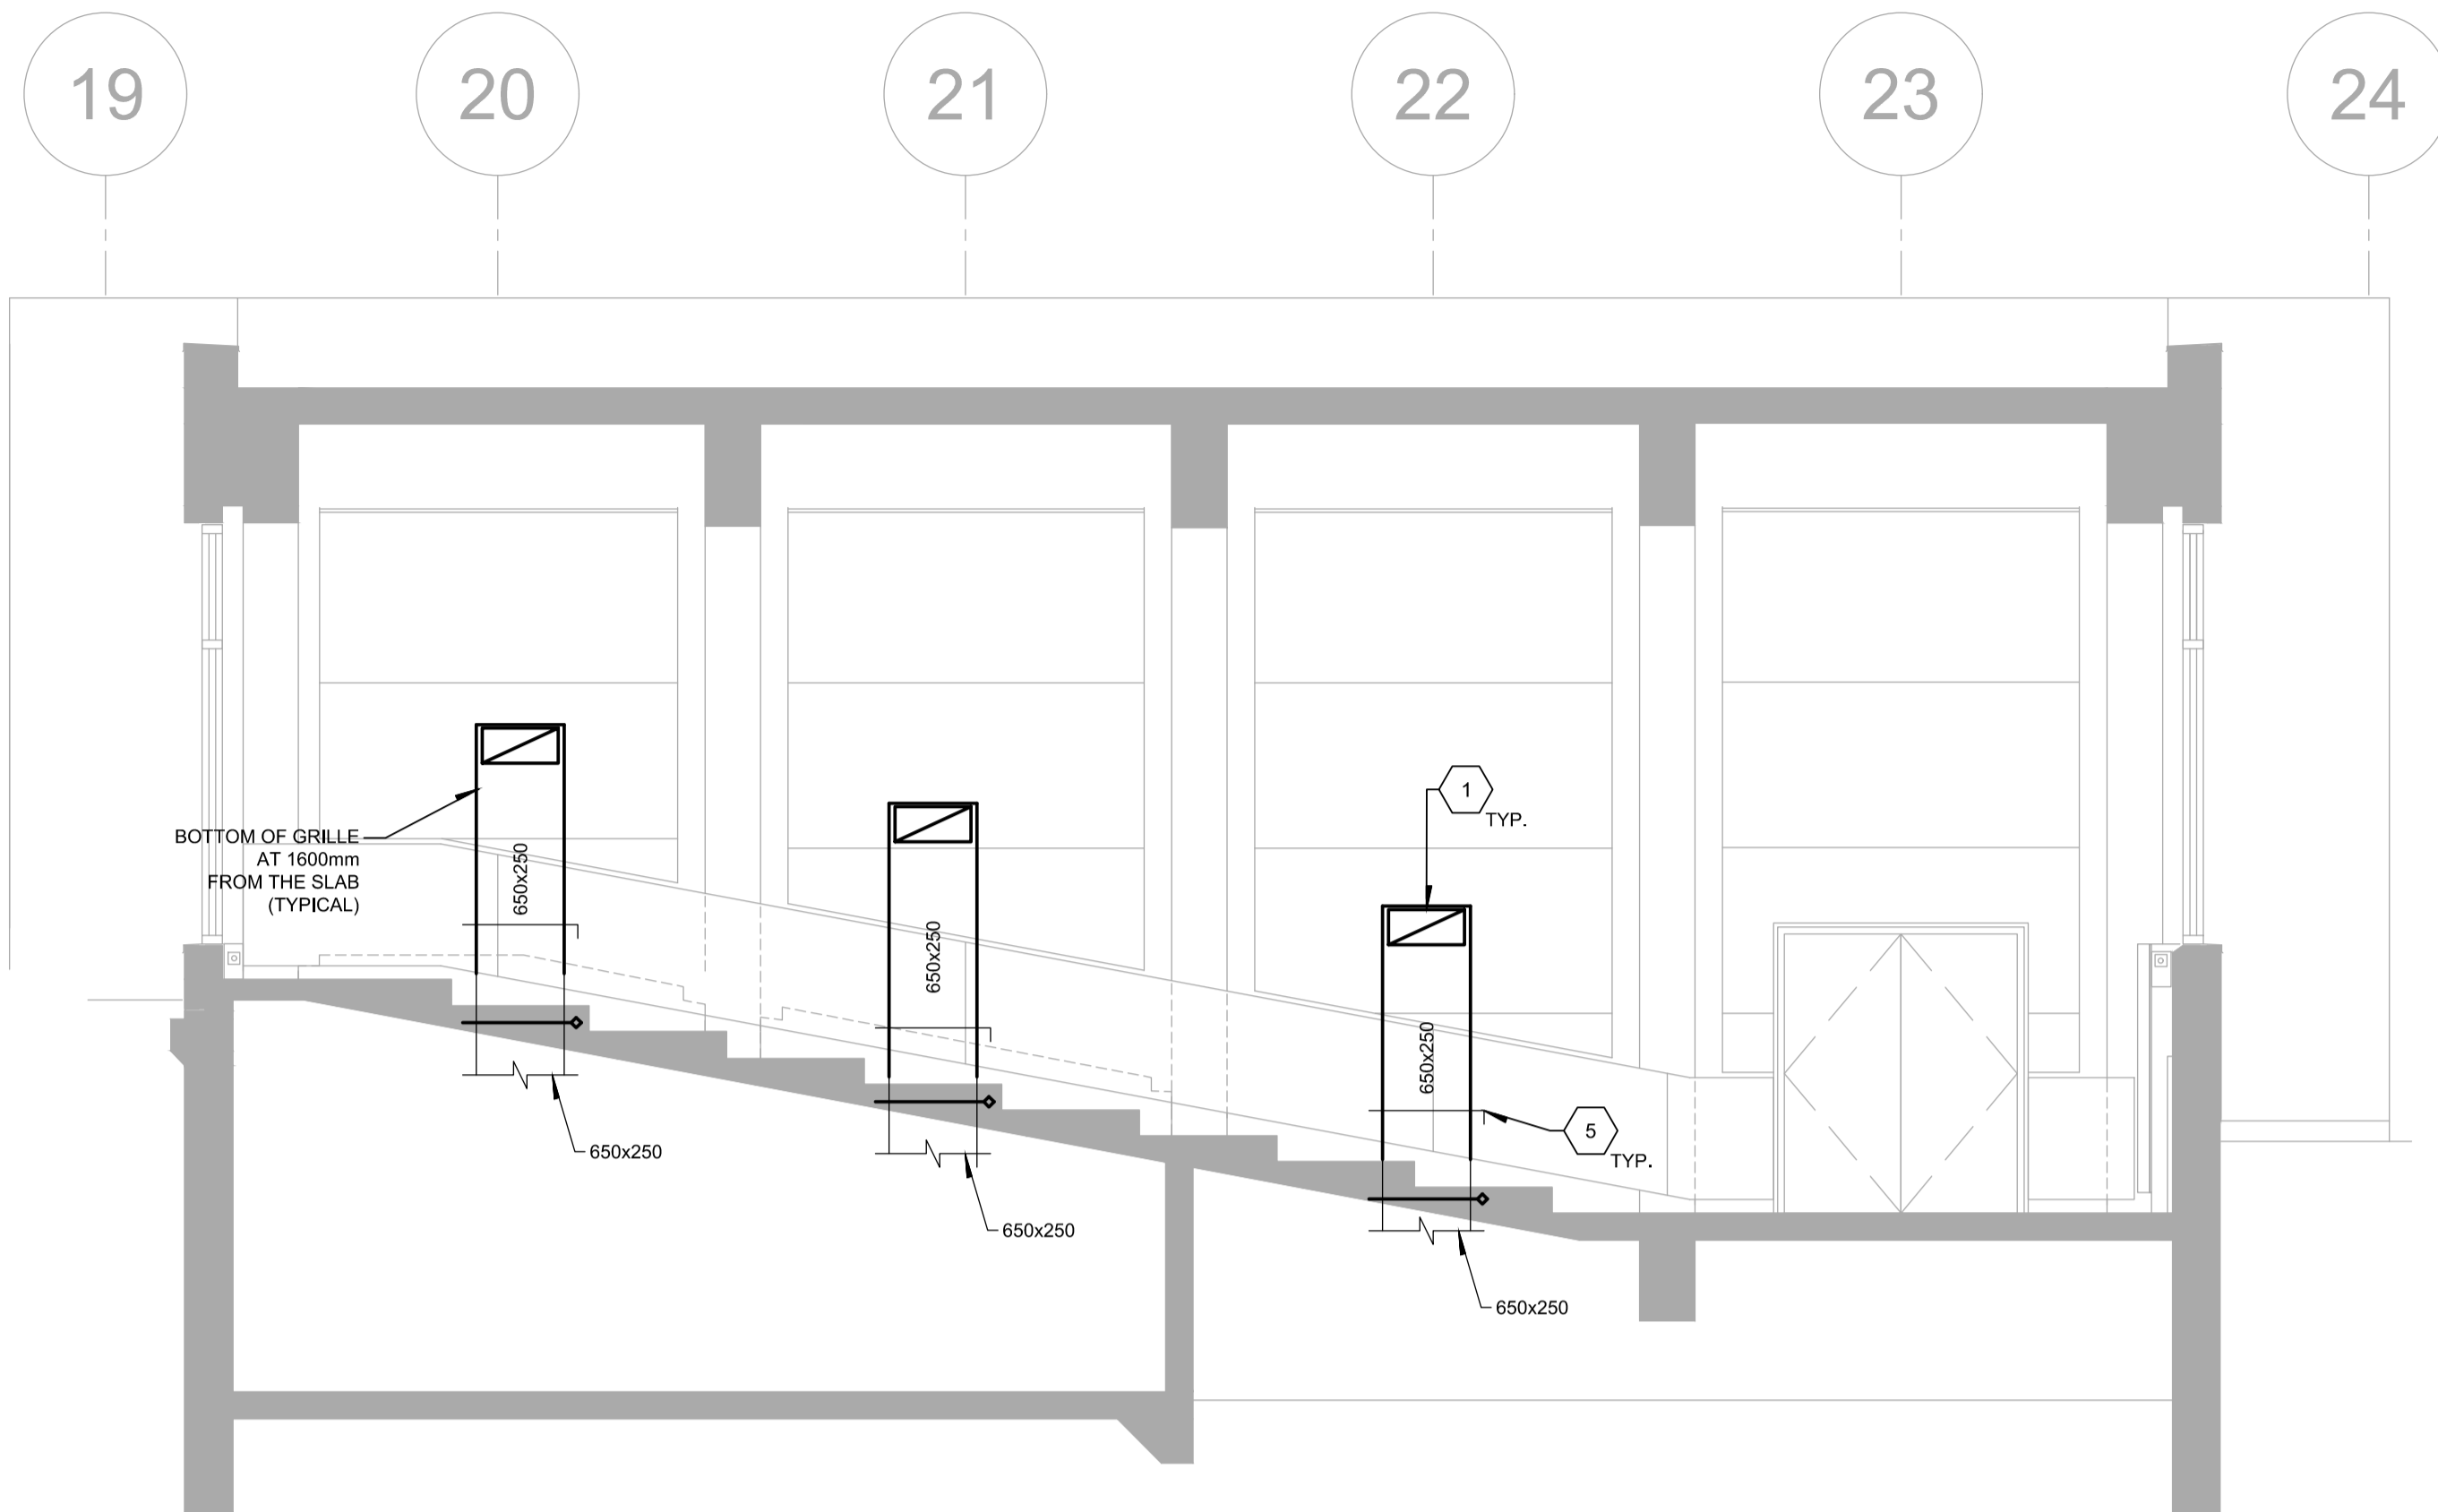 19
20
21
22
23
24
1
TYP.
BOTTOM OF GRILLE
AT 1600mm
FROM THE SLAB
(TYPICAL)
650x250
650x250
650x250
5
TYP.
650x250
650x250
650x250